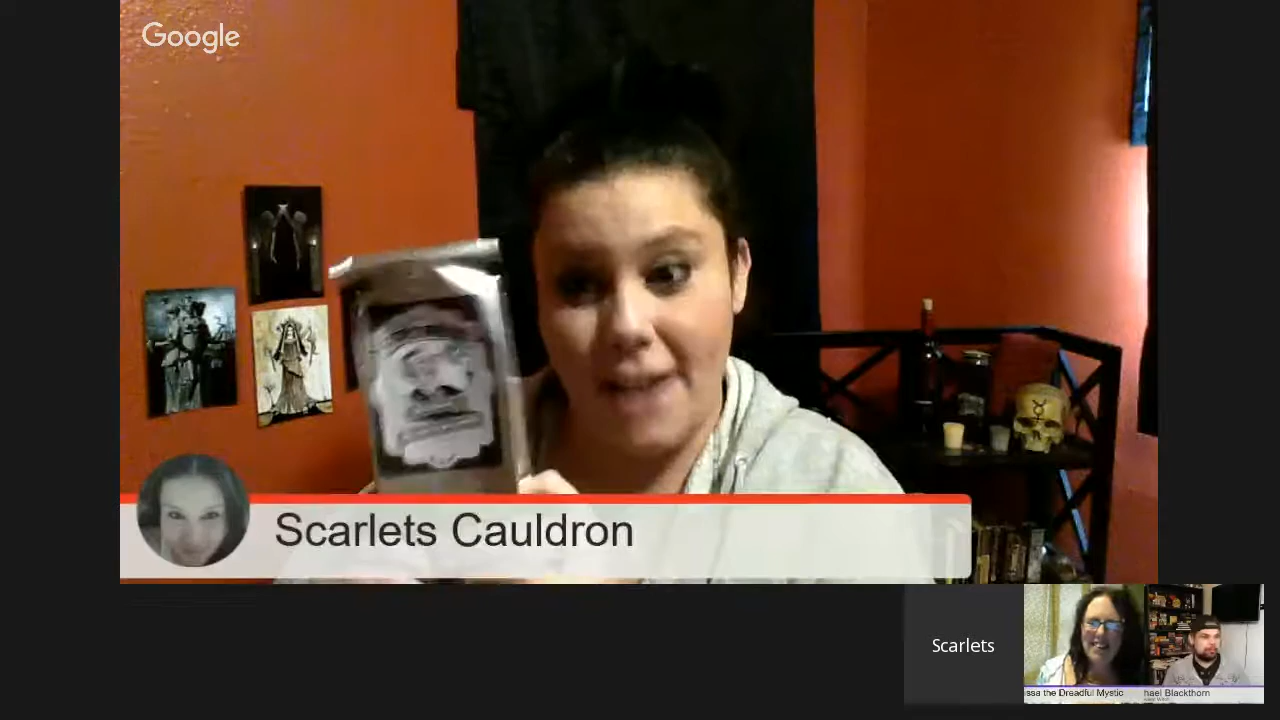 Google
Scarlets Cauldron
Scarlets
ssa the Dreadful Mystic
hael Blackthorn